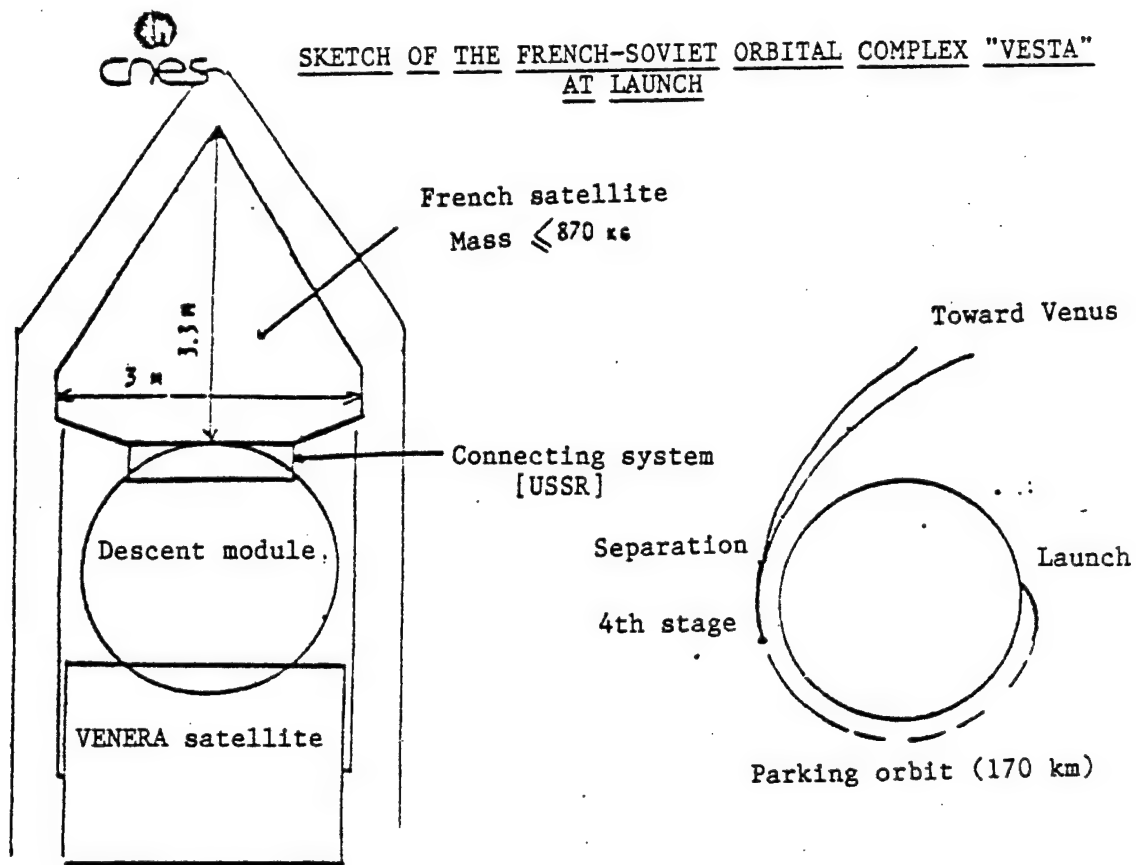 cnes
SKETCH OF THE FRENCH-SOVIET ORBITAL COMPLEX "VESTA"
AT LAUNCH
French satellite
Mass ⩽870 KG
3.3 M
3 M
Connecting system
[USSR]
Descent module
VENERA satellite
Toward Venus
Separation
Launch
4th stage
Parking orbit (170 km)